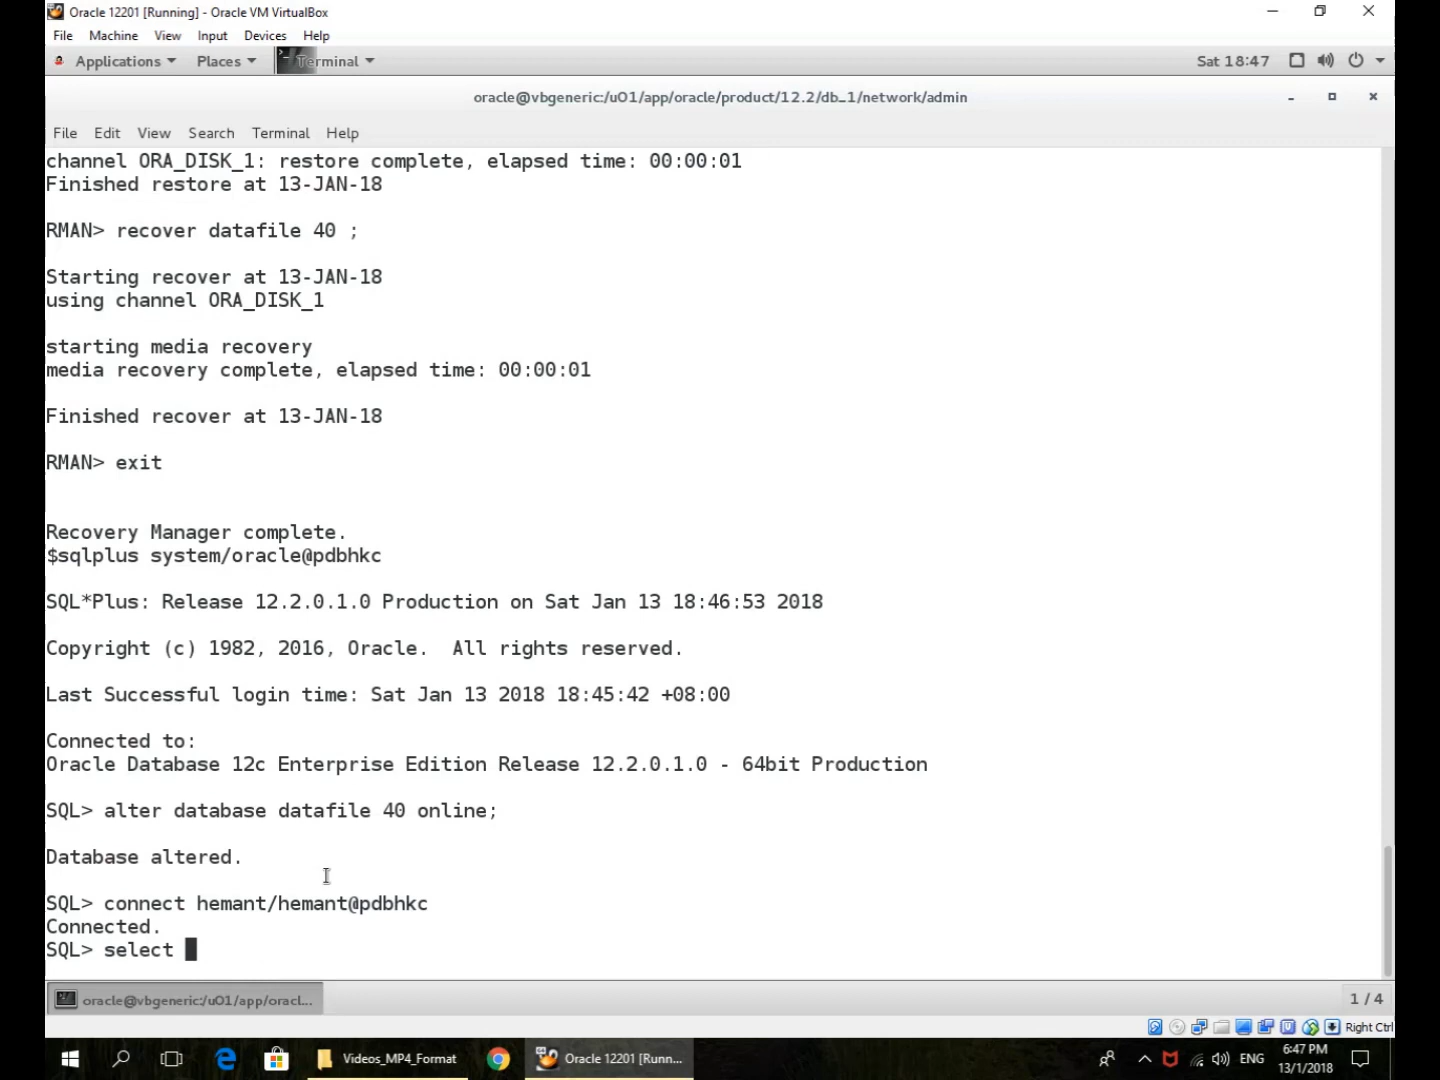 Oracle 12201 [Running] - Oracle VM VirtualBox
File Machine View Input Devices Help
Applications Places Terminal Sat 18:47
oracle@vbgeneric:/u01/app/oracle/product/12.2/db_1/network/admin
File Edit View Search Terminal Help
channel ORA_DISK_1: restore complete, elapsed time: 00:00:01
Finished restore at 13-JAN-18
RMAN> recover datafile 40 ;
Starting recover at 13-JAN-18
using channel ORA_DISK_1
starting media recovery
media recovery complete, elapsed time: 00:00:01
Finished recover at 13-JAN-18
RMAN> exit
Recovery Manager complete.
$sqlplus system/oracle@pdbhkc
SQL*Plus: Release 12.2.0.1.0 Production on Sat Jan 13 18:46:53 2018
Copyright (c) 1982, 2016, Oracle.  All rights reserved.
Last Successful login time: Sat Jan 13 2018 18:45:42 +08:00
Connected to:
Oracle Database 12c Enterprise Edition Release 12.2.0.1.0 - 64bit Production
SQL> alter database datafile 40 online;
Database altered.
SQL> connect hemant/hemant@pdbhkc
Connected.
SQL> select
oracle@vbgeneric:/u01/app/oracl... 1 / 4
Right Ctrl
Videos_MP4_Format Oracle 12201 [Runn... ENG 6:47 PM
13/1/2018